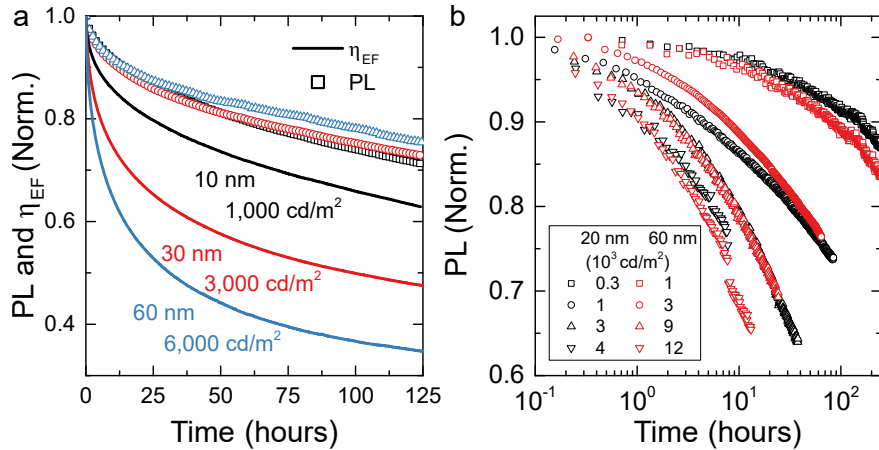 a
PL and η_EF (Norm.)
1.0
0.8
0.6
0.4
η_EF
PL
10 nm
1,000 cd/m²
30 nm
3,000 cd/m²
60 nm
6,000 cd/m²
0 25 50 75 100 125
Time (hours)
b
PL (Norm.)
1.0
0.9
0.8
0.7
0.6
20 nm 60 nm
(10³ cd/m²)
0.3 1
1 3
3 9
4 12
10⁻¹ 10⁰ 10¹ 10²
Time (hours)